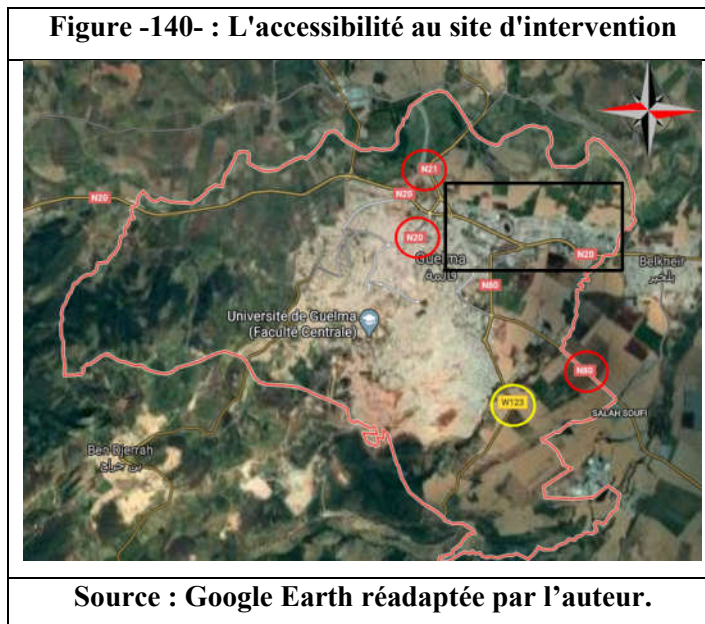 Figure -140- : L'accessibilité au site d'intervention
N21
N20
N20
N20
Guelma
قالمة
N20
Belkheir
بلخير
N80
Université de Guelma
(Faculté Centrale)
N80
W123
SALAH SOUFI
Ben Djerrah
بن جراح
Source : Google Earth réadaptée par l’auteur.